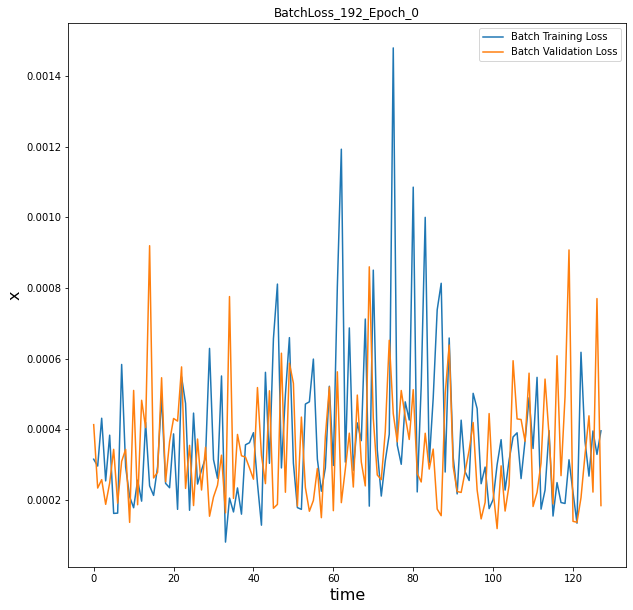 BatchLoss_192_Epoch_0
Batch Training Loss
Batch Validation Loss
0.0014
0.0012
0.0010
0.0008
0.0006
0.0004
0.0002
x
0
20
40
60
80
100
120
time